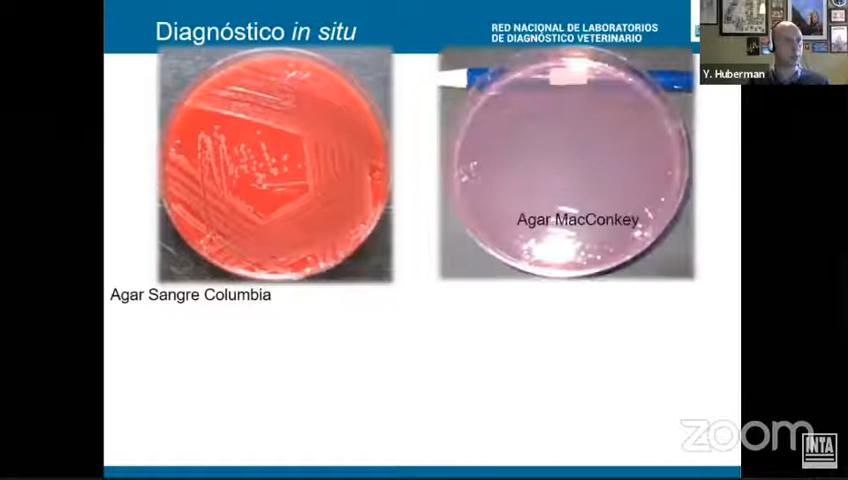 Diagnóstico in situ
RED NACIONAL DE LABORATORIOS
DE DIAGNÓSTICO VETERINARIO
Y. Huberman
Agar MacConkey
Agar Sangre Columbia
zoom
INTA